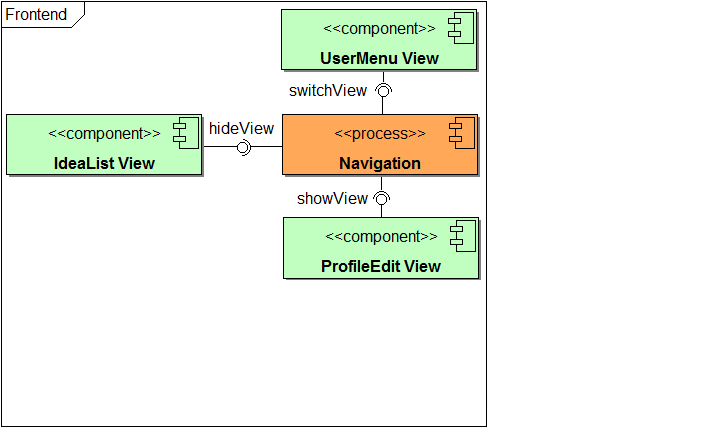 Frontend
<<component>>
UserMenu View
switchView
<<component>>
IdeaList View
hideView
<<process>>
Navigation
showView
<<component>>
ProfileEdit View